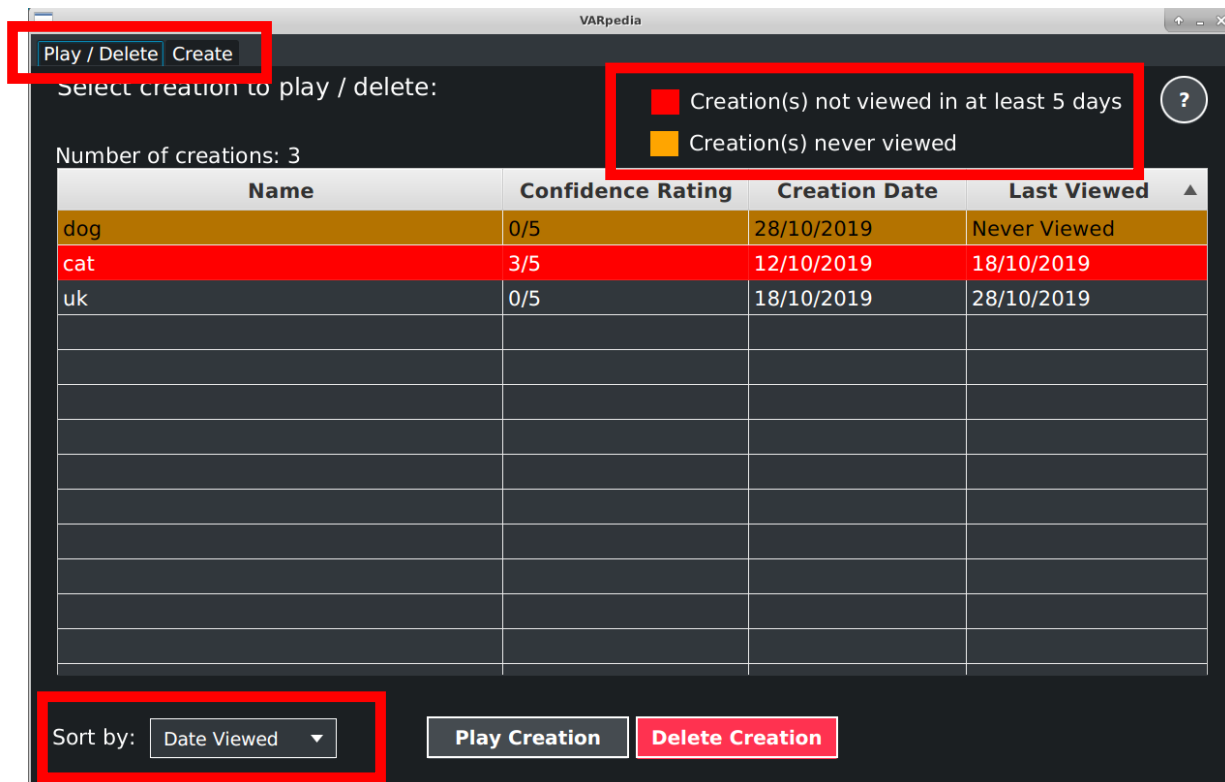 VARpedia
Play / Delete Create
Select creation to play / delete:
Creation(s) not viewed in at least 5 days
?
Creation(s) never viewed
Number of creations: 3
Name Confidence Rating Creation Date Last Viewed
dog 0/5 28/10/2019 Never Viewed
cat 3/5 12/10/2019 18/10/2019
uk 0/5 18/10/2019 28/10/2019
Sort by: Date Viewed Play Creation Delete Creation